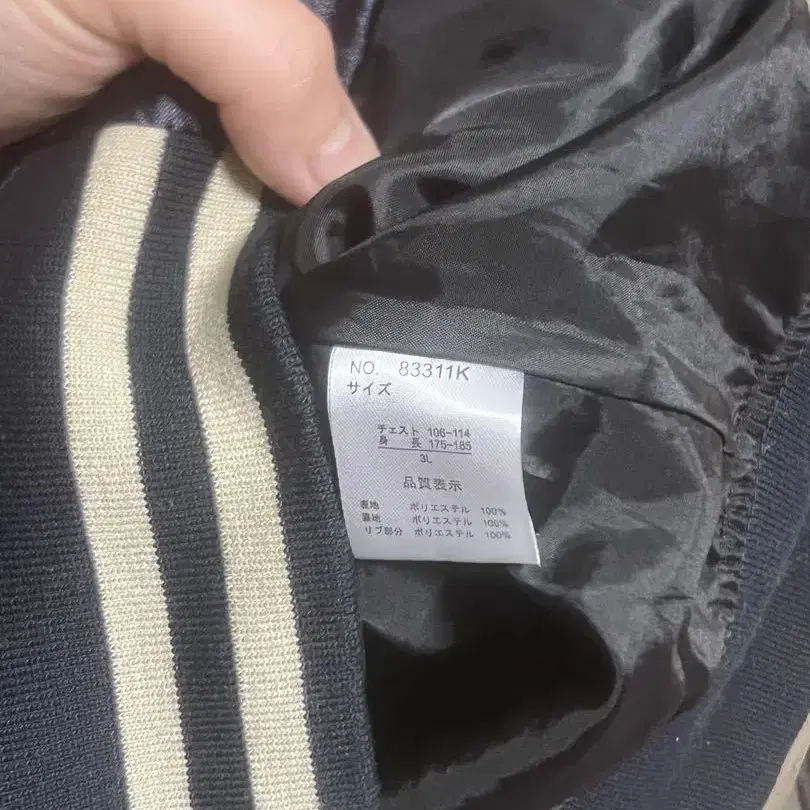 NO. 83311K
サイズ
チェスト 106-114
身 長 175-185
3L
品質表示
表地 ポリエステル 100%
裏地 ポリエステル 100%
リブ部分 ポリエステル 100%